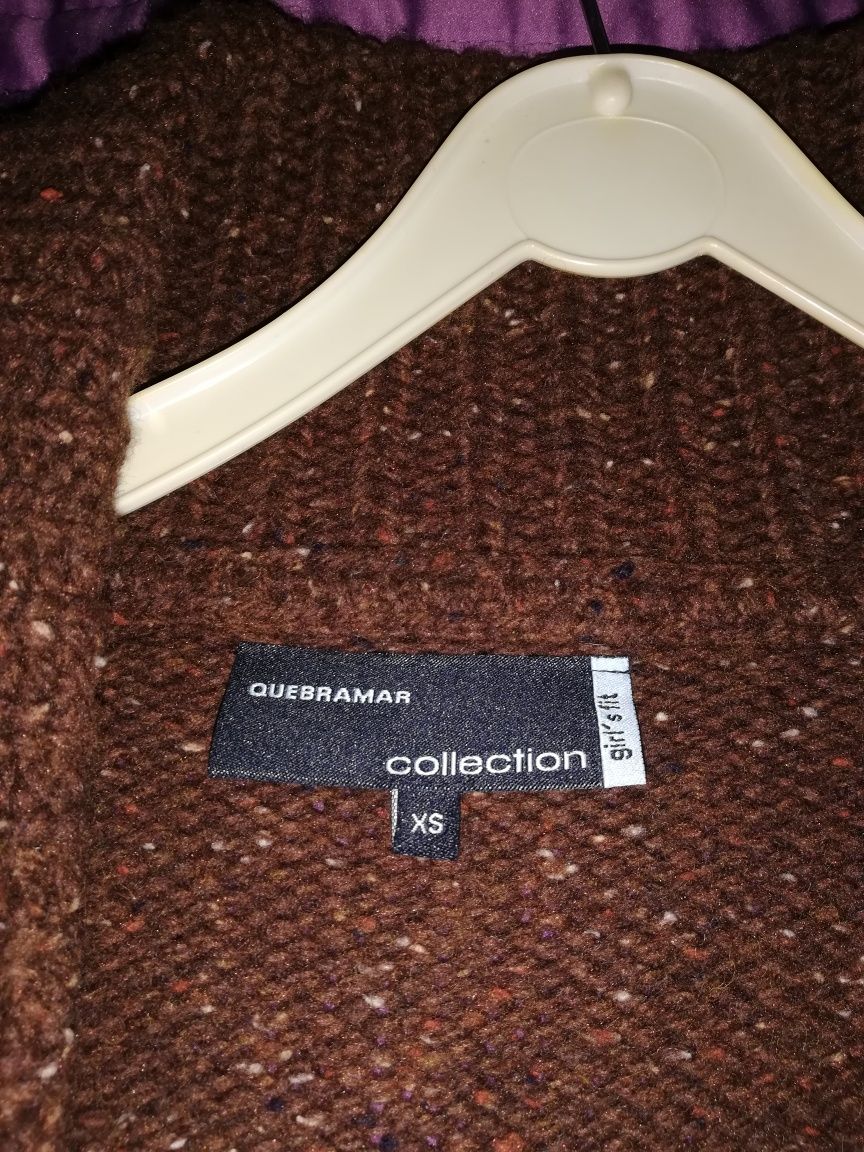 QUEBRAMAR
collection
girl's fit
XS